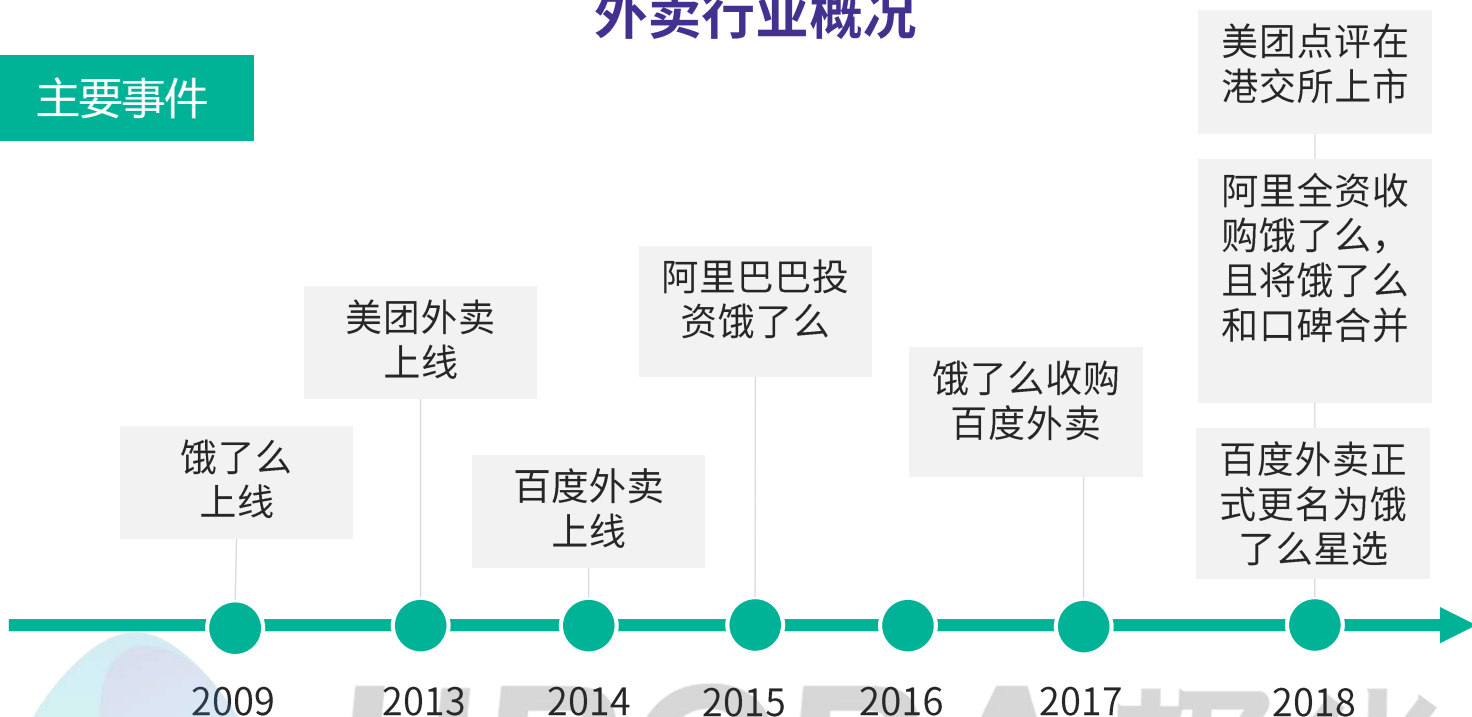 外卖行业概况
主要事件
美团点评在
港交所上市
阿里全资收
购饿了么，
且将饿了么
和口碑合并
百度外卖正
式更名为饿
了么星选
阿里巴巴投
资饿了么
美团外卖
上线
饿了么收购
百度外卖
饿了么
上线
百度外卖
上线
2009
2013
2014
2015
2016
2017
2018